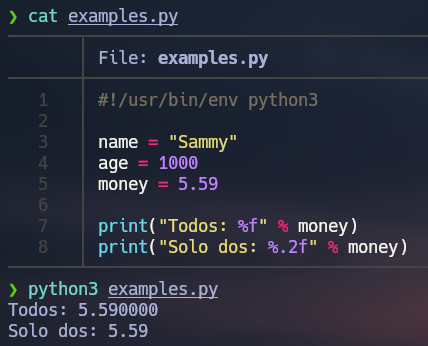 ❯ cat examples.py
File: examples.py
1 #!/usr/bin/env python3
2
3 name = "Sammy"
4 age = 1000
5 money = 5.59
6
7 print("Todos: %f" % money)
8 print("Solo dos: %.2f" % money)
❯ python3 examples.py
Todos: 5.590000
Solo dos: 5.59